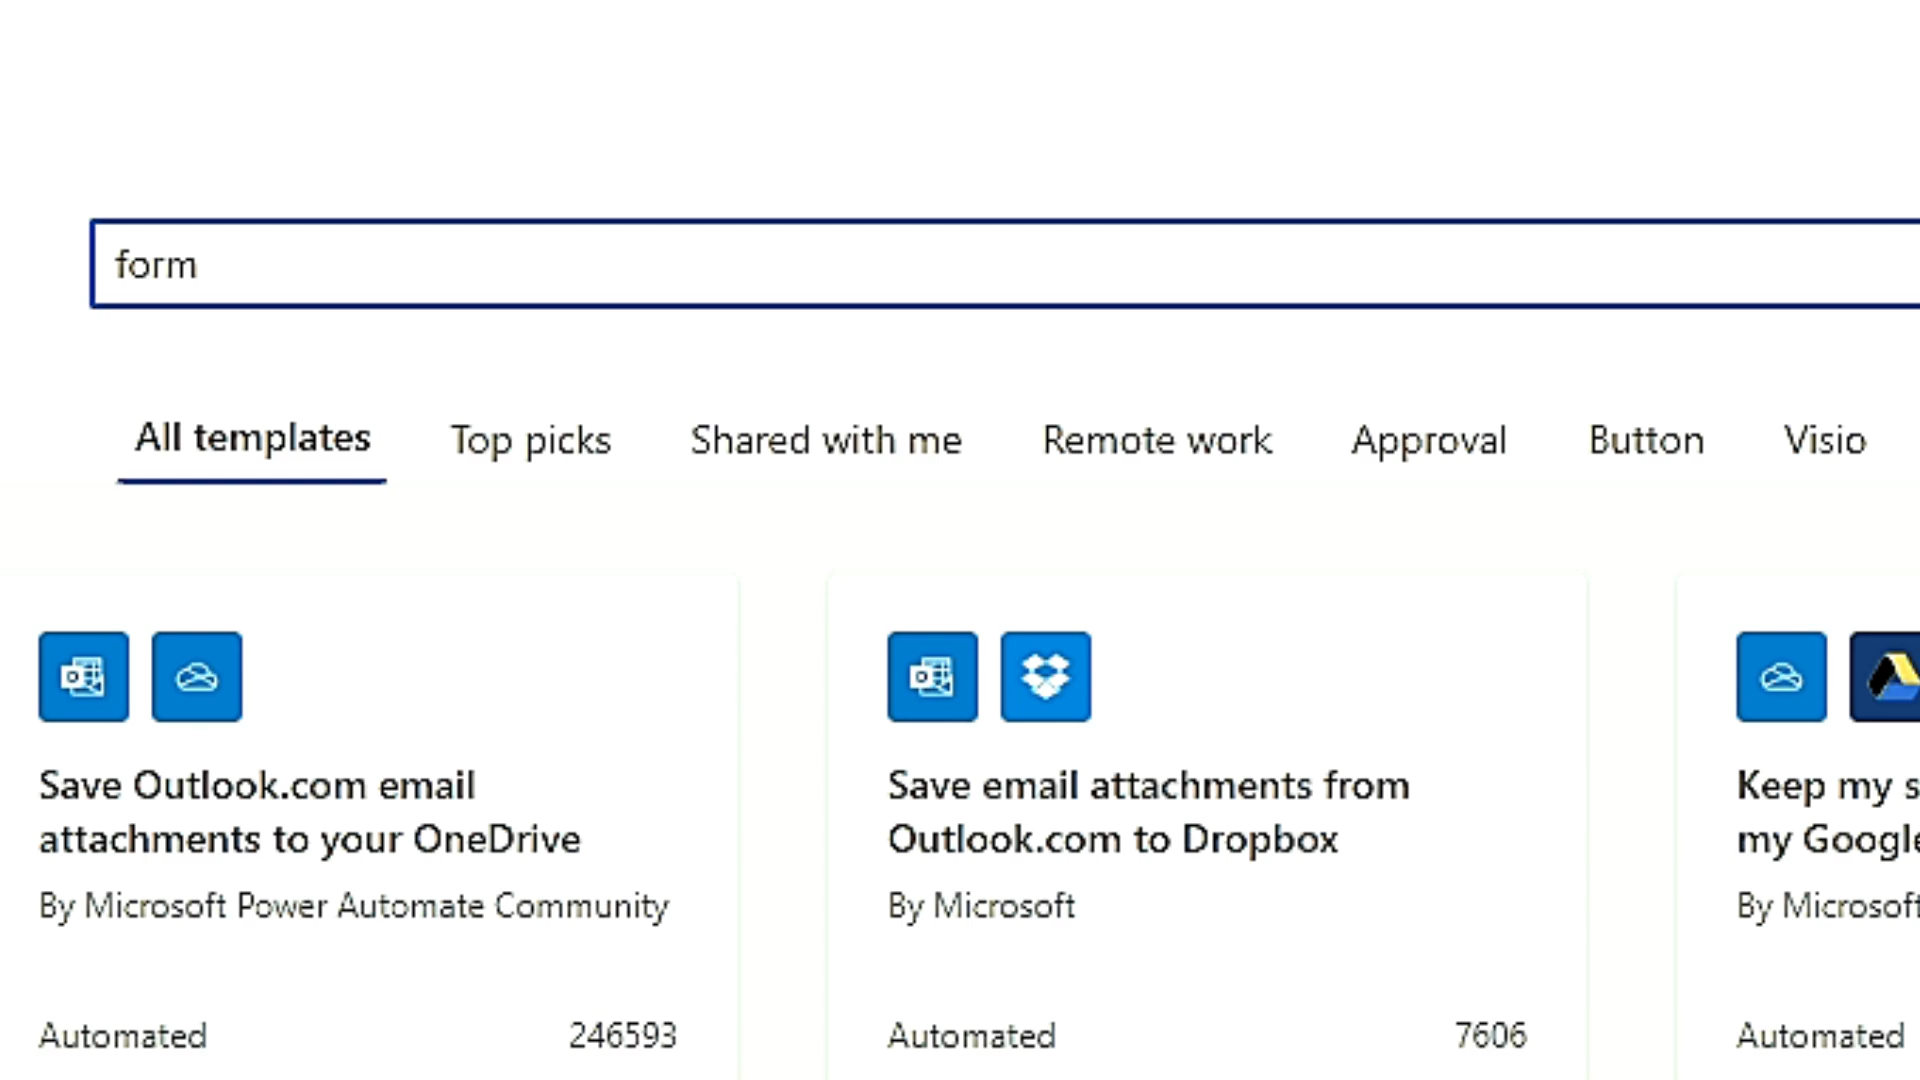 form
All templates Top picks Shared with me Remote work Approval Button Visio
Save Outlook.com email
attachments to your OneDrive
By Microsoft Power Automate Community
Automated 246593
Save email attachments from
Outlook.com to Dropbox
By Microsoft
Automated 7606
Keep my s
my Google
By Microsoft
Automated